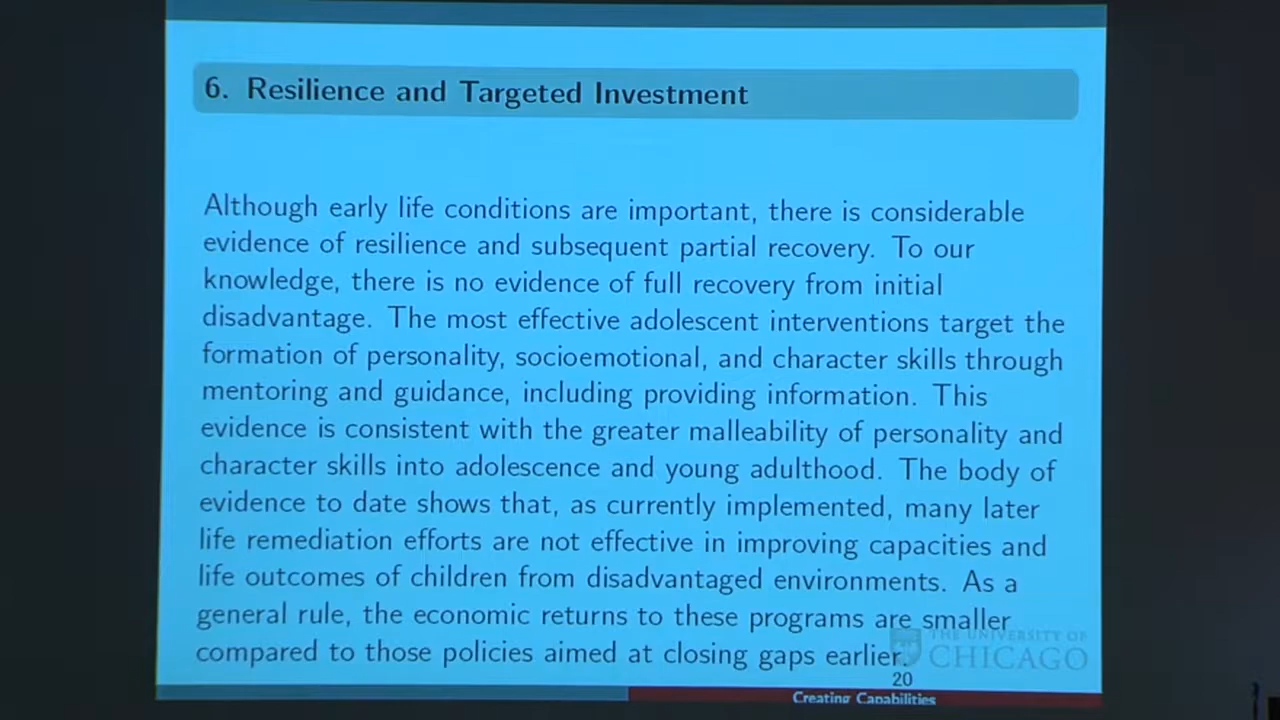 6. Resilience and Targeted Investment
Although early life conditions are important, there is considerable
evidence of resilience and subsequent partial recovery. To our
knowledge, there is no evidence of full recovery from initial
disadvantage. The most effective adolescent interventions target the
formation of personality, socioemotional, and character skills through
mentoring and guidance, including providing information. This
evidence is consistent with the greater malleability of personality and
character skills into adolescence and young adulthood. The body of
evidence to date shows that, as currently implemented, many later
life remediation efforts are not effective in improving capacities and
life outcomes of children from disadvantaged environments. As a
general rule, the economic returns to these programs are smaller
compared to those policies aimed at closing gaps earlier.
THE UNIVERSITY OF
CHICAGO
20
Creating Capabilities